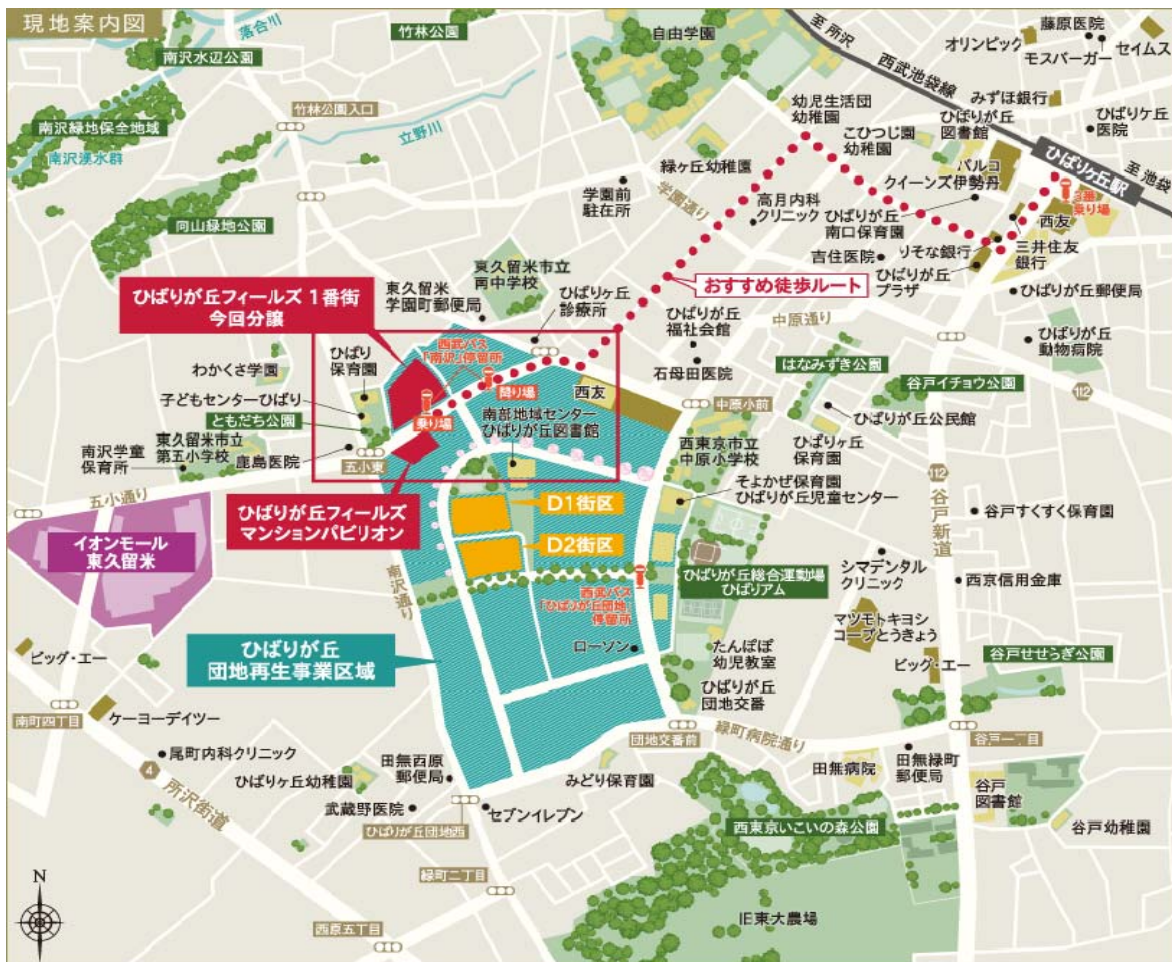 現地案内図
落合川
南沢水辺公園
竹林公園
自由学園
至 所沢
西武池袋線
藤原医院
オリンピック
モスバーガー
セイムス
みずほ銀行
竹林公園入口
幼児生活団
幼稚園
ひばりが丘
図書館
ひばりケ丘
医院
南沢緑地保全地域
南沢湧水群
立野川
こひつじ園
幼稚園
パルコ
クイーンズ伊勢丹
ひばりケ丘駅
至 池袋
緑ヶ丘幼稚園
学園前
駐在所
学園通り
高月内科
クリニック
ひばりが丘
南口保育園
3番
乗り場
西友
りそな銀行
三井住友
銀行
向山緑地公園
吉住医院
ひばりが丘
プラザ
東久留米市立
南中学校
おすすめ徒歩ルート
ひばりが丘郵便局
ひばりが丘フィールズ 1番街
今回分譲
東久留米
学園町郵便局
ひばりヶ丘
診療所
ひばりが丘
福祉会館
中原通り
ひばりが丘
動物病院
西武バス
「南沢」停留所
降り場
乗り場
石母田医院
はなみずき公園
谷戸イチョウ公園
112
わかくさ学園
ひばり
保育園
子どもセンターひばり
ともだち公園
西友
中原小前
ひばりが丘公民館
南部地域センター
ひばりが丘図書館
西東京市立
中原小学校
ひばりヶ丘
保育園
南沢学童
保育所
東久留米市立
第五小学校
鹿島医院
五小東
五小通り
そよかぜ保育園
ひばりが丘児童センター
112
谷戸新道
谷戸すくすく保育園
ひばりが丘フィールズ
マンションパビリオン
D1街区
D2街区
イオンモール
東久留米
南沢通り
西武バス
「ひばりが丘団地」
停留所
ひばりが丘総合運動場
ひばりアム
シマデンタル
クリニック
西京信用金庫
マツモトキヨシ
コープとうきょう
ひばりが丘
団地再生事業区域
ローソン
たんぽぽ
幼児教室
ビッグ・エー
ビッグ・エー
谷戸せせらぎ公園
ひばりが丘
団地交番
南町四丁目
ケーヨーデイツー
団地交番前
緑町病院通り
谷戸一丁目
尾町内科クリニック
4
所沢街道
ひばりヶ丘幼稚園
田無西原
郵便局
みどり保育園
田無病院
田無緑町
郵便局
谷戸
図書館
武蔵野医院
セブンイレブン
ひばりが丘団地西
西東京いこいの森公園
谷戸幼稚園
緑町二丁目
N
西原五丁目
旧東大農場